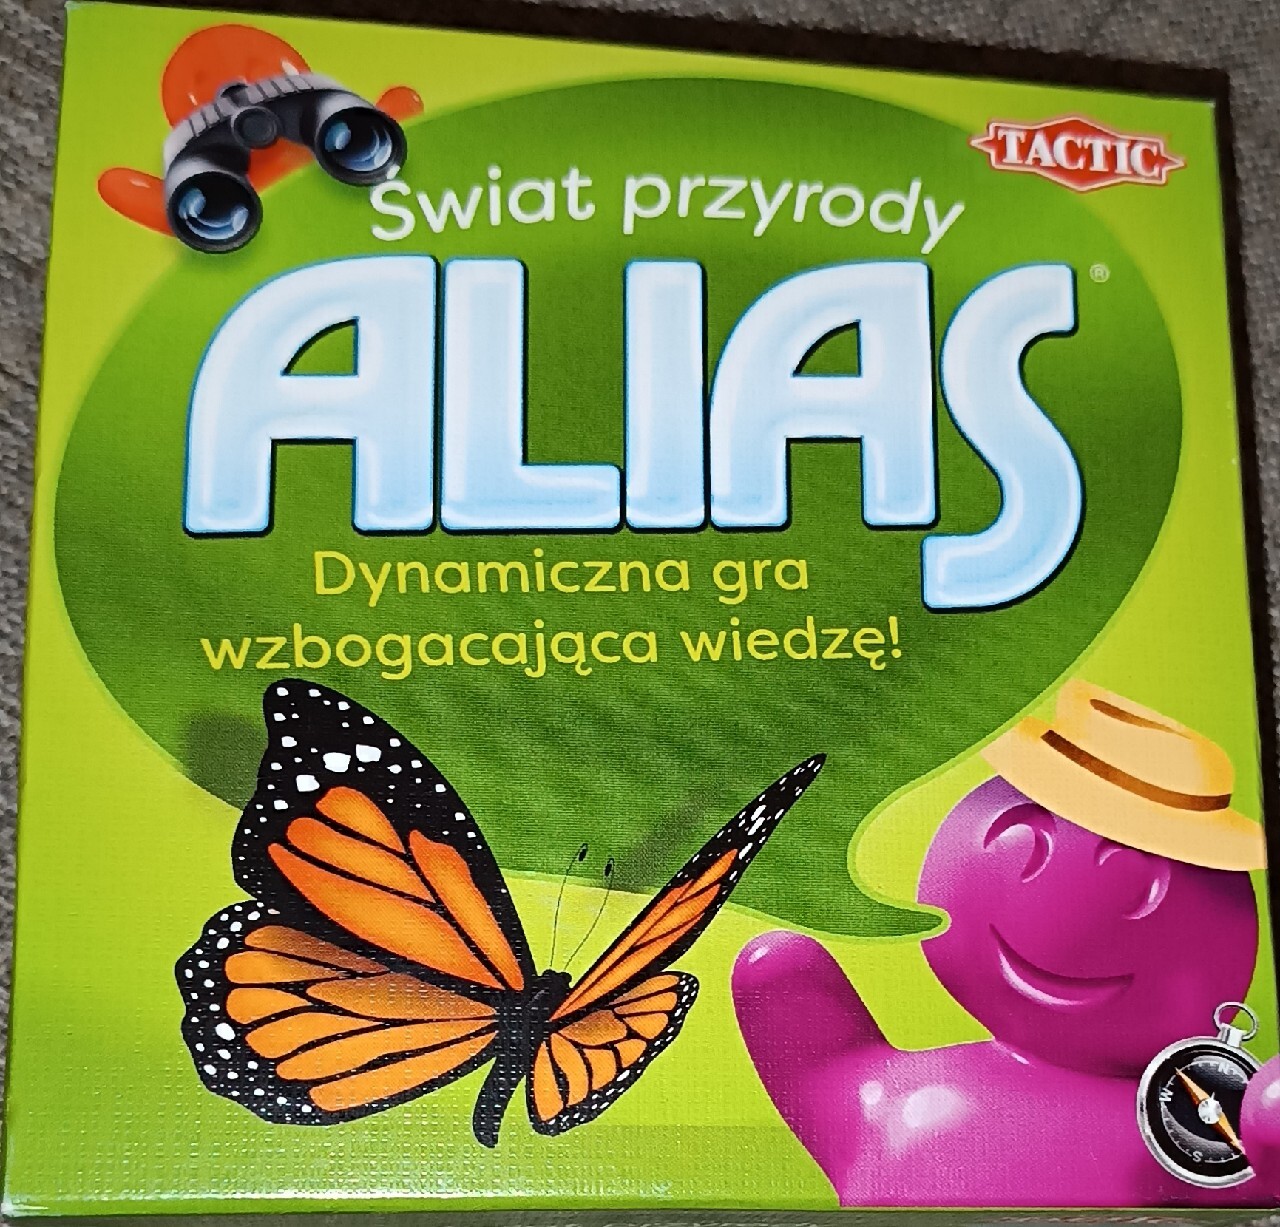 TACTIC
Świat przyrody
ALIAS®
Dynamiczna gra
wzbogacająca wiedzę!
N
W
S